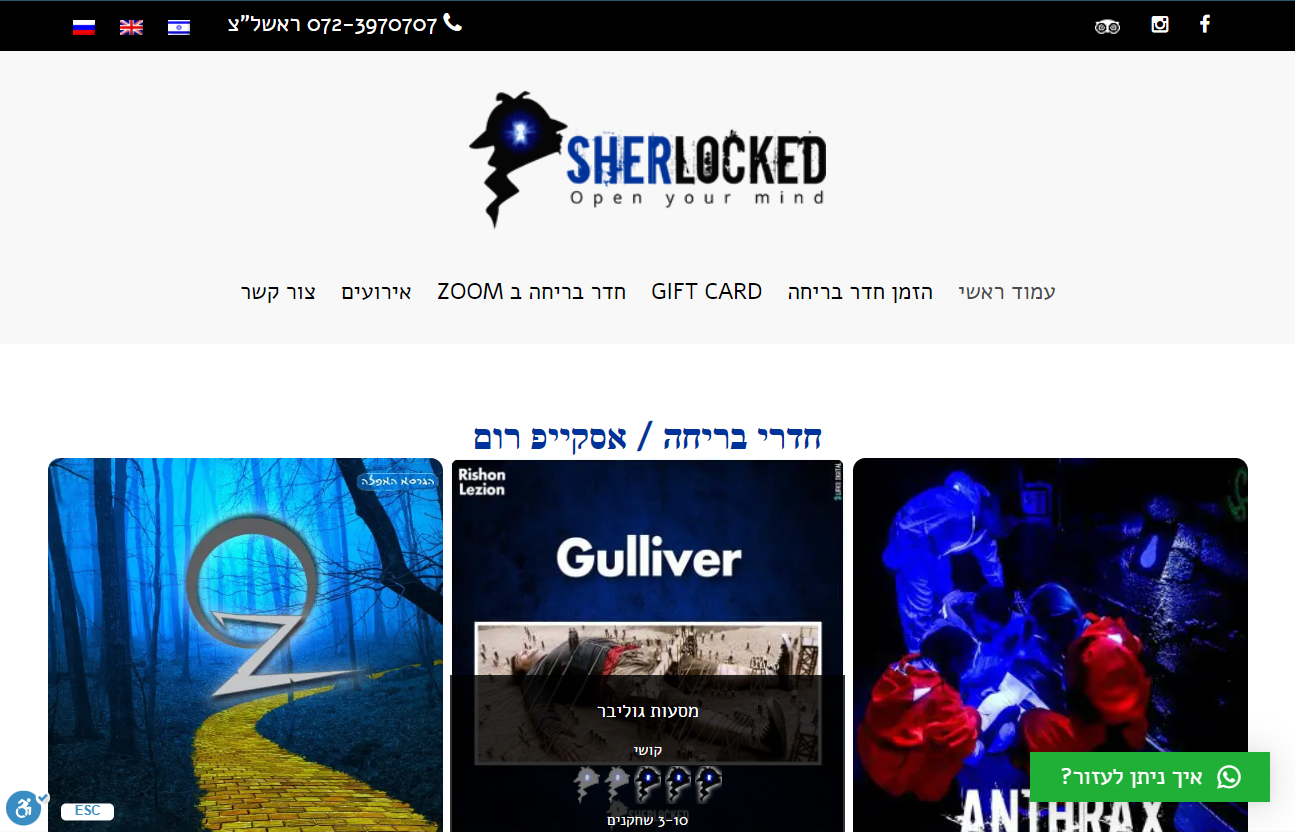 072-3970707 ראשל"צ
SHERLOCKED
Open your mind
עמוד ראשי
הזמן חדר בריחה
GIFT CARD
חדר בריחה ב ZOOM
אירועים
צור קשר
חדרי בריחה / אסקייפ רום
ANTHRAX
Rishon
Lezion
Gulliver
מסעות גוליבר
קושי
SHERLOCKED
3-10 שחקנים
הגרסא האפלה
OZ
איך ניתן לעזור?
ESC